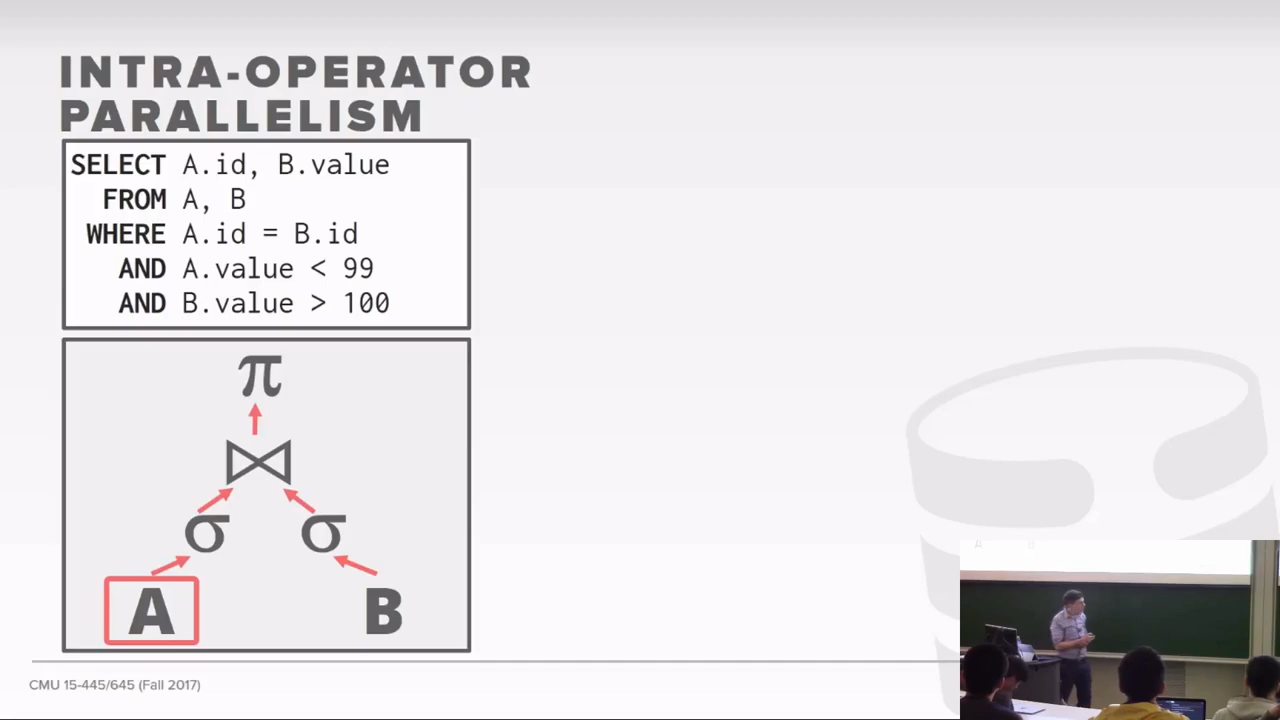 INTRA-OPERATOR
PARALLELISM
SELECT A.id, B.value
FROM A, B
WHERE A.id = B.id
AND A.value < 99
AND B.value > 100
π
⋈
σ σ
A B
CMU 15-445/645 (Fall 2017)